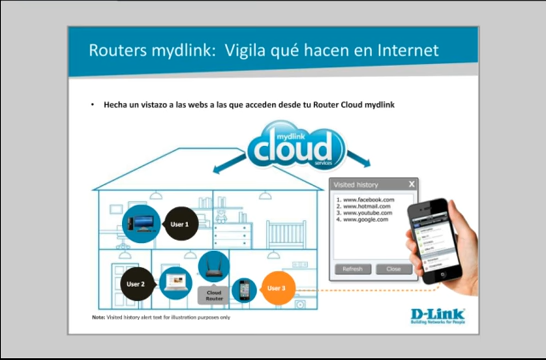 Routers mydlink: Vigila qué hacen en Internet
• Hecha un vistazo a las webs a las que acceden desde tu Router Cloud mydlink
mydlink
cloud
services
Visited history X
1. www.facebook.com
2. www.hotmail.com
3. www.youtube.com
4. www.google.com
Refresh Close
User 1
User 2
Cloud
Router
User 3
D-Link
Building Networks for People
Note: Visited history alert text for illustration purposes only